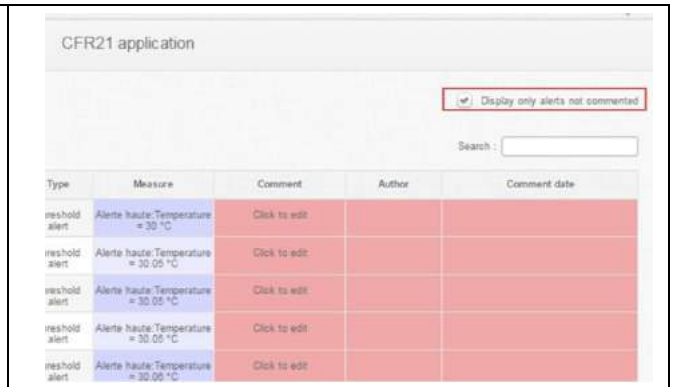 CFR21 application
Display only alerts not commented
Search :
Type Measure Comment Author Comment date
reshold Alerte haute:Temperature Click to edit
alert = 30 °C
reshold Alerte haute:Temperature Click to edit
alert = 30.05 °C
reshold Alerte haute:Temperature Click to edit
alert = 30.05 °C
reshold Alerte haute:Temperature Click to edit
alert = 30.05 °C
reshold Alerte haute:Temperature Click to edit
alert = 30.05 °C